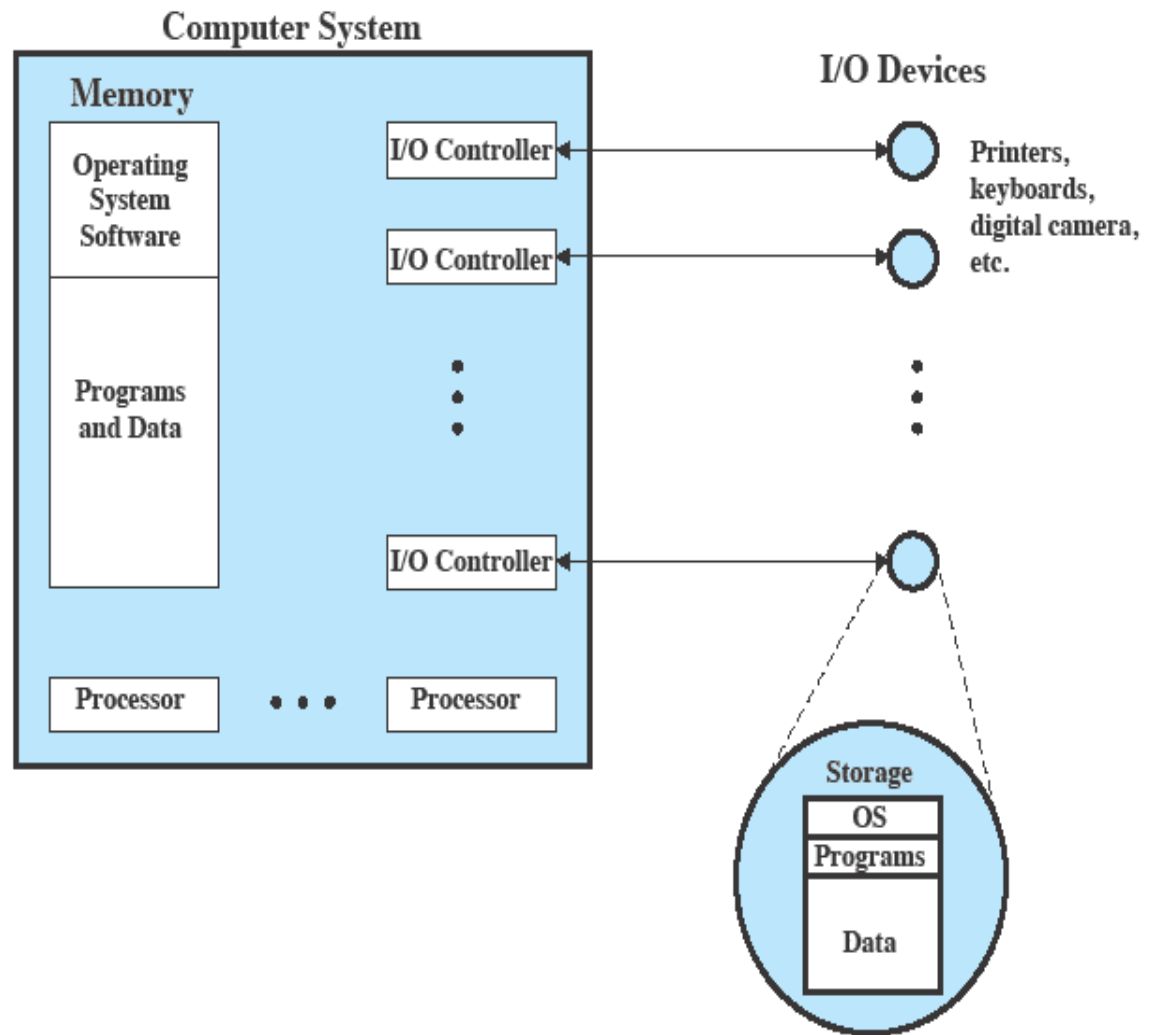 Computer System
I/O Devices
Memory
Operating
System
Software
Programs
and Data
I/O Controller
I/O Controller
I/O Controller
Processor
Processor
Printers,
keyboards,
digital camera,
etc.
Storage
OS
Programs
Data